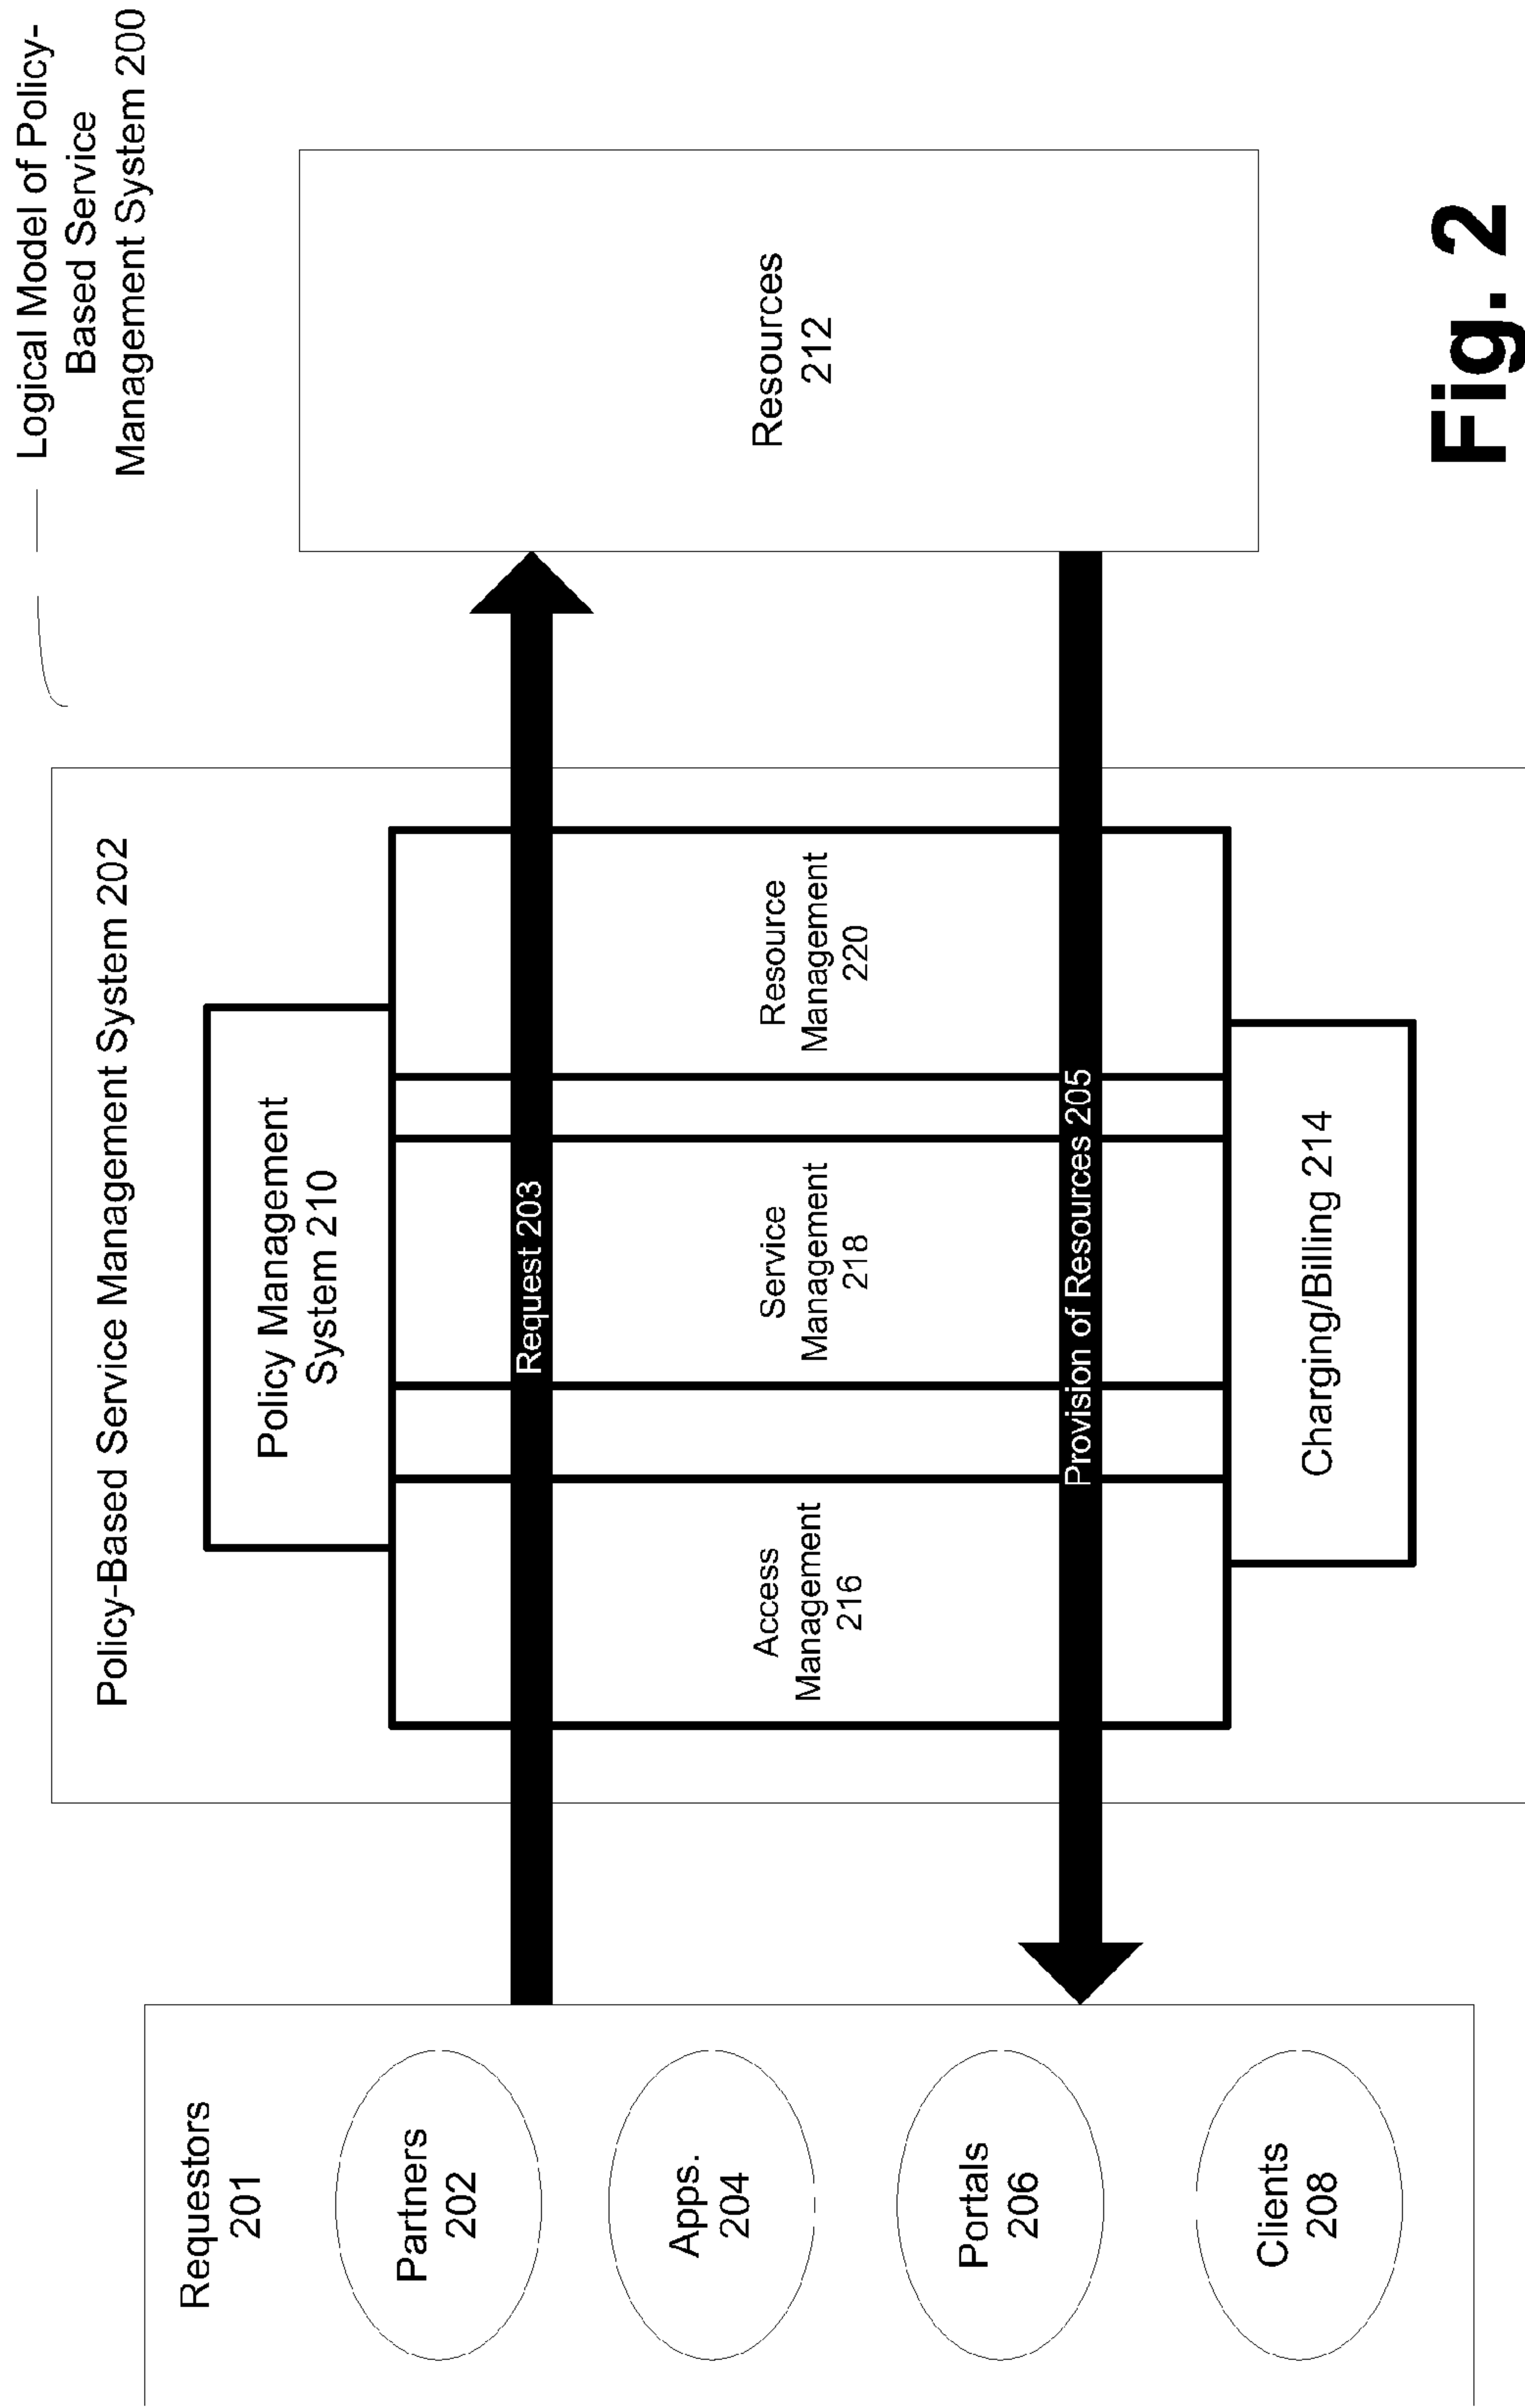 Logical Model of Policy-
Based Service
Management System 200
Policy-Based Service Management System 202
Requestors
201
Partners
202
Apps.
204
Portals
206
Clients
208
Policy Management
System 210
Request 203
Access
Management
216
Service
Management
218
Resource
Management
220
Provision of Resources 205
Charging/Billing 214
Resources
212
Fig. 2